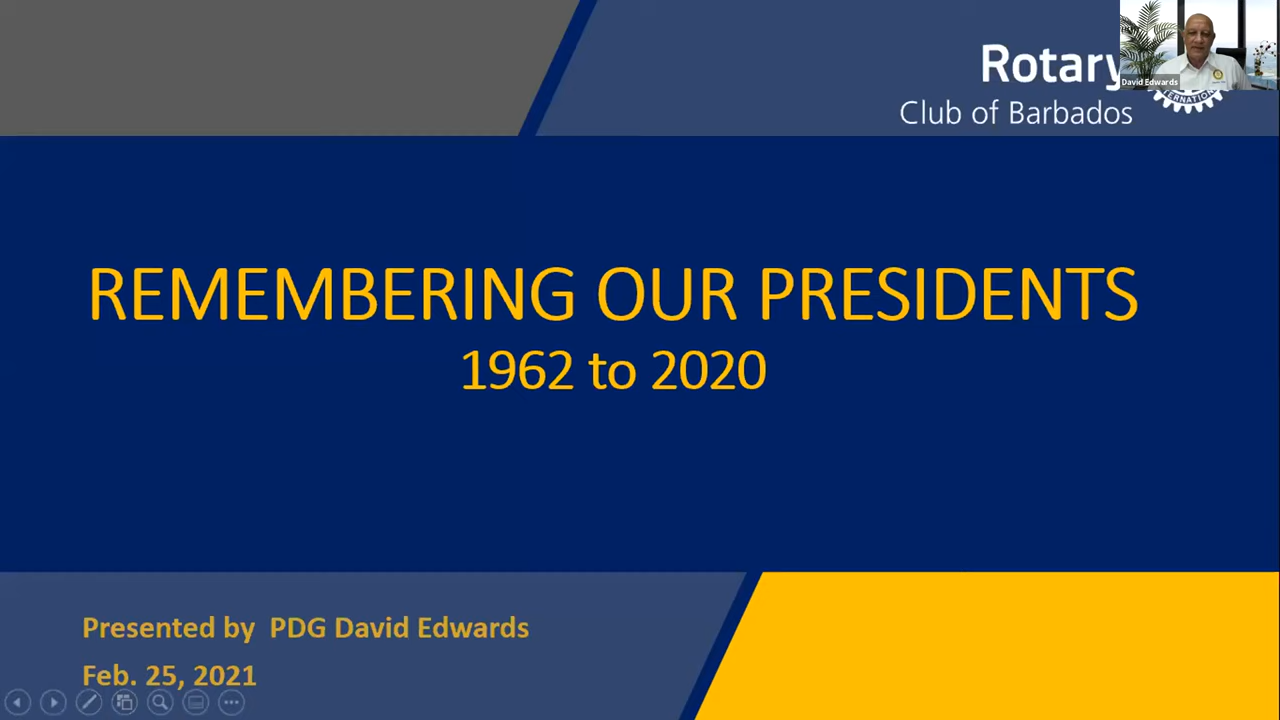 Rotary
Club of Barbados
INTERNATION
David Edwards
REMEMBERING OUR PRESIDENTS
1962 to 2020
Presented by PDG David Edwards
Feb. 25, 2021